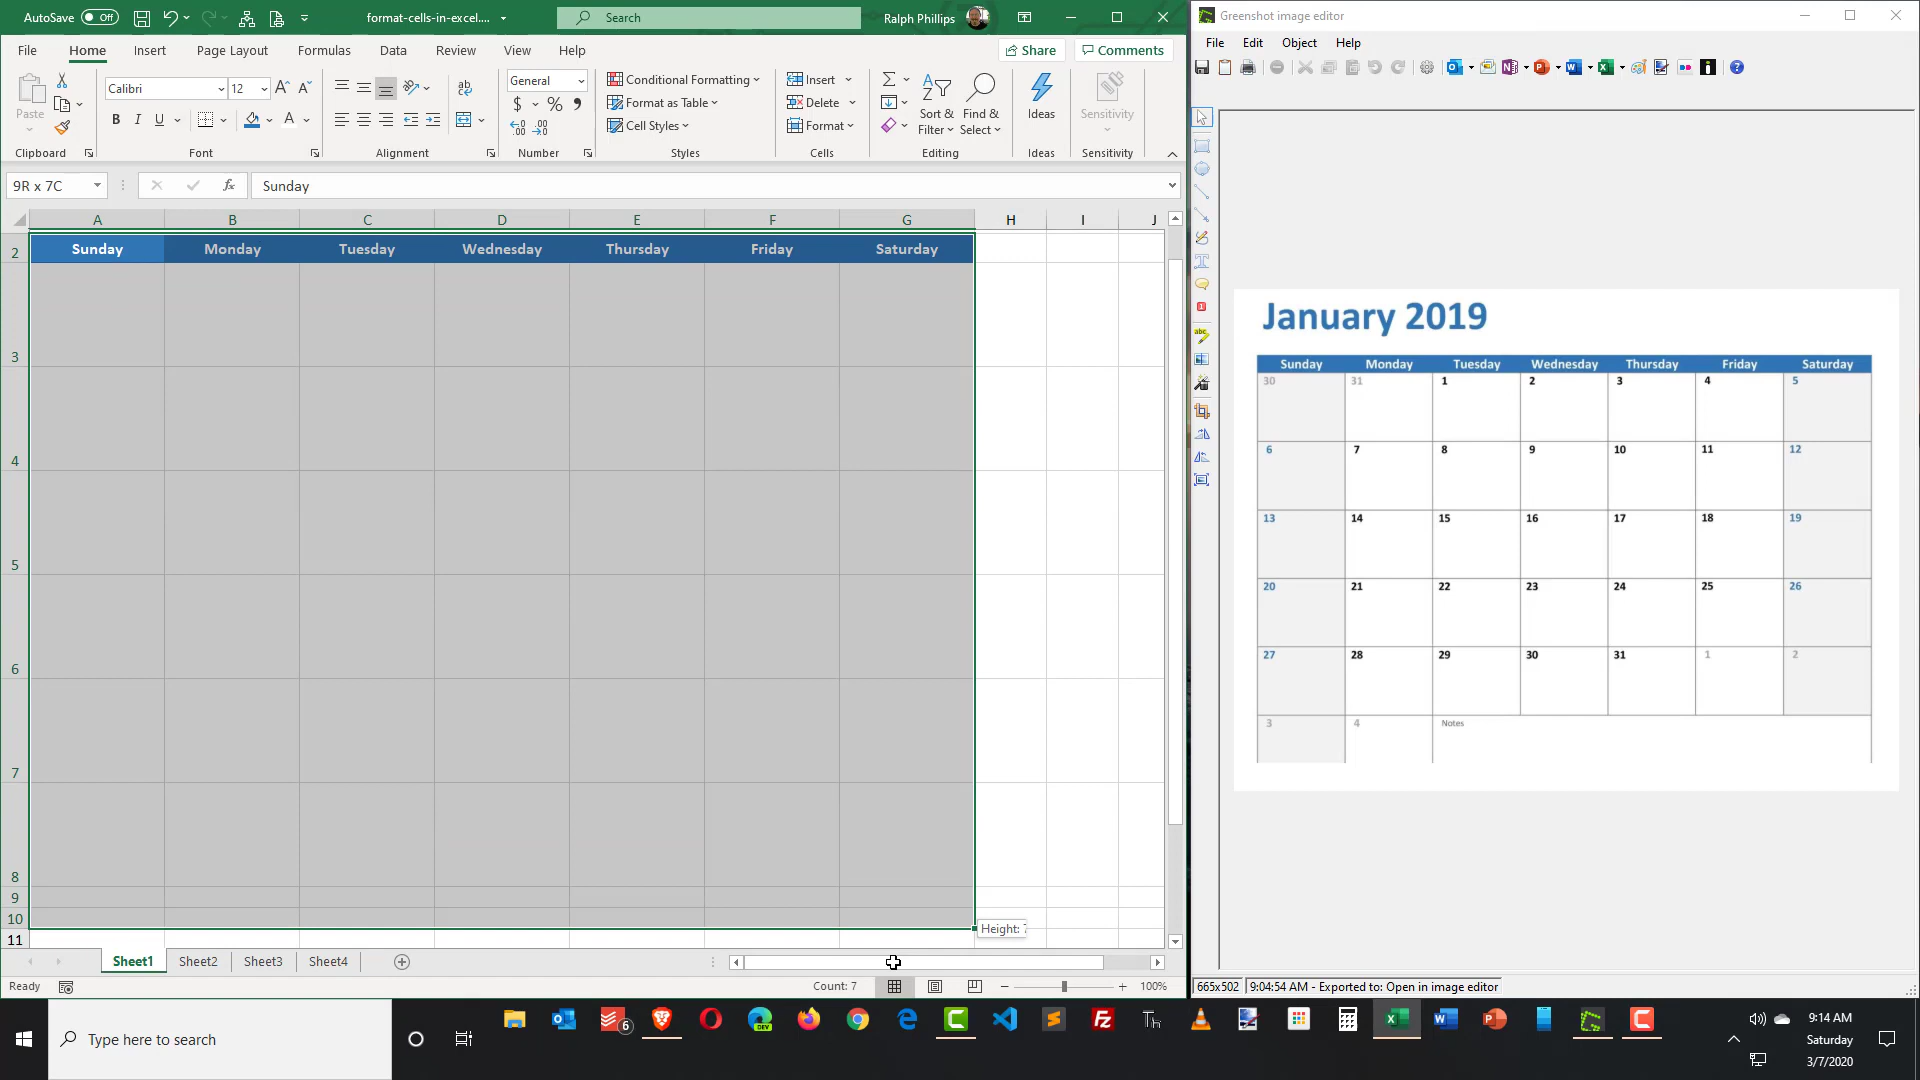 AutoSave Off format-cells-in-excel.... Search Ralph Phillips
File Home Insert Page Layout Formulas Data Review View Help Share Comments
Paste
Clipboard
Calibri 12
B I U A
Font
Alignment
General
$ % ,
Number
Conditional Formatting
Format as Table
Cell Styles
Styles
Insert
Delete
Format
Cells
Sort & Filter
Find & Select
Editing
Ideas
Ideas
Sensitivity
Sensitivity
9R x 7C fx Sunday
A B C D E F G H I J
2 Sunday Monday Tuesday Wednesday Thursday Friday Saturday
3
4
5
6
7
8
9
10
Height: 7
11
Sheet1 Sheet2 Sheet3 Sheet4
Ready Count: 7 100%
Greenshot image editor
File Edit Object Help
January 2019
Sunday Monday Tuesday Wednesday Thursday Friday Saturday
30 31 1 2 3 4 5
6 7 8 9 10 11 12
13 14 15 16 17 18 19
20 21 22 23 24 25 26
27 28 29 30 31 1 2
3 4 Notes
665x502 9:04:54 AM - Exported to: Open in image editor
Type here to search
6
DEV
Th
9:14 AM
Saturday
3/7/2020